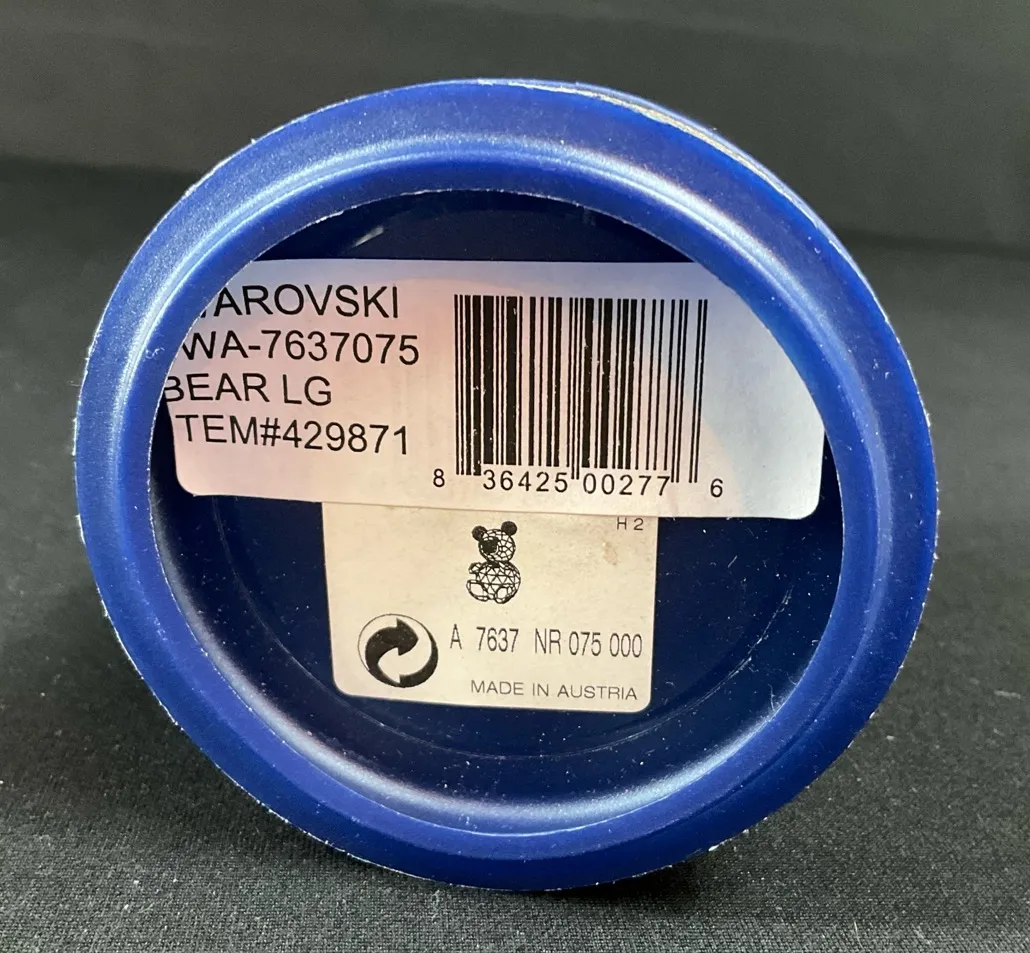 WAROVSKI
WA-7637075
BEAR LG
TEM#429871
8 36425 00277 6
H 2
A 7637 NR 075 000
MADE IN AUSTRIA